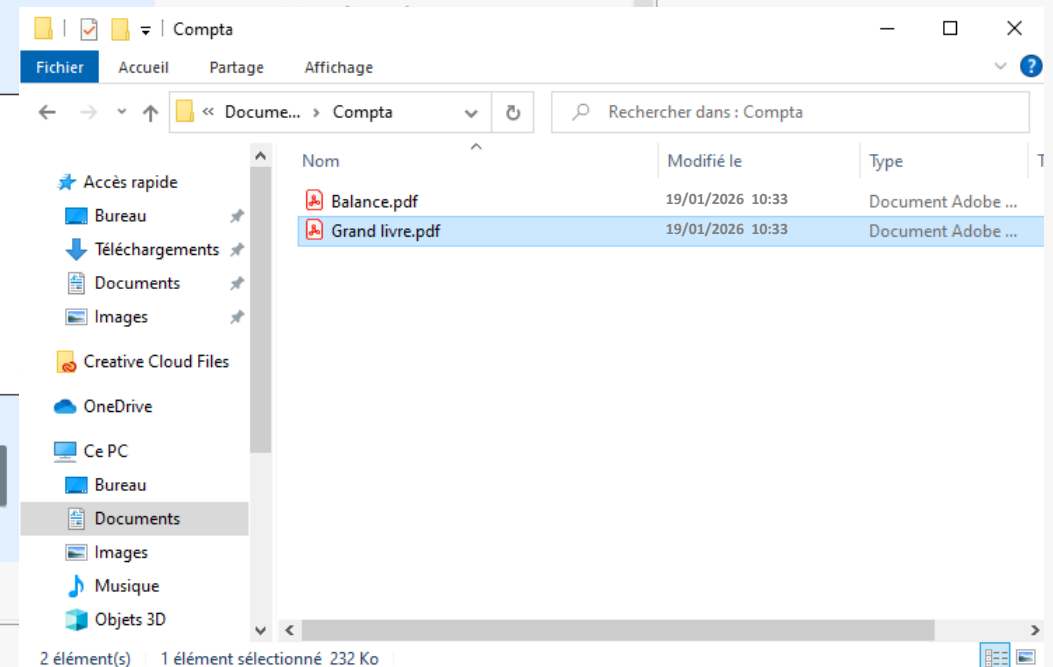 Compta
Fichier Accueil Partage Affichage
« Docume... › Compta Rechercher dans : Compta
Nom Modifié le Type
Accès rapide
Bureau
Téléchargements
Documents
Images
Creative Cloud Files
OneDrive
Ce PC
Bureau
Documents
Images
Musique
Objets 3D
Balance.pdf 19/01/2026 10:33 Document Adobe ...
Grand livre.pdf 19/01/2026 10:33 Document Adobe ...
2 élément(s) 1 élément sélectionné 232 Ko